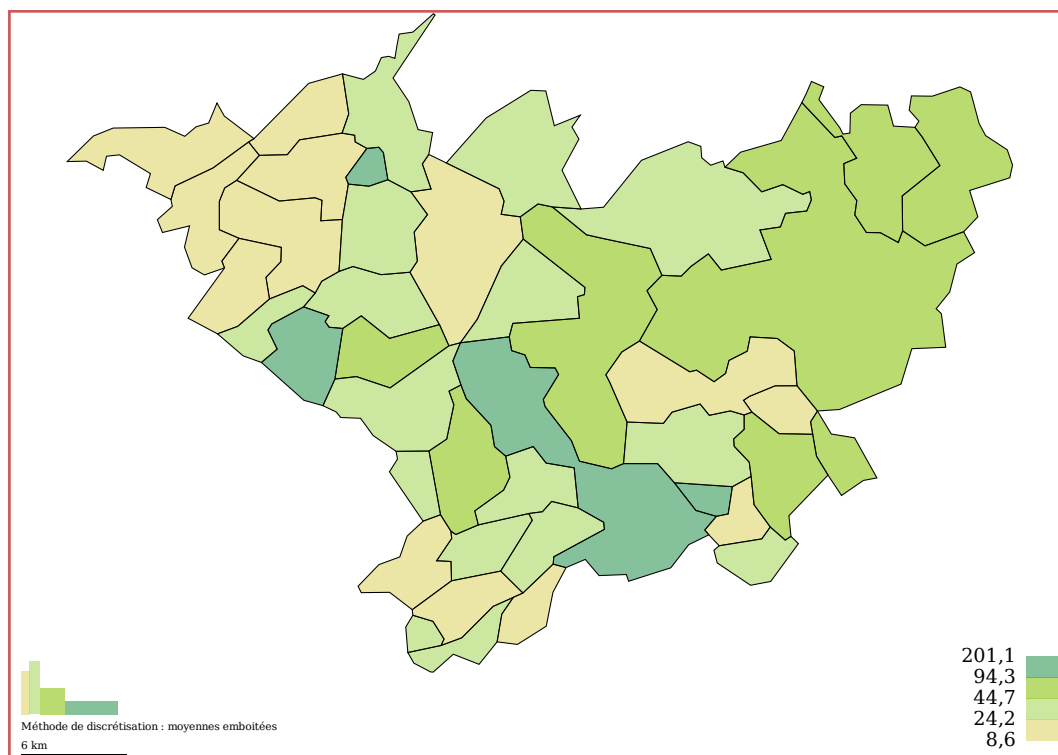 201,1
94,3
44,7
24,2
8,6
Méthode de discrétisation : moyennes emboitées
6 km